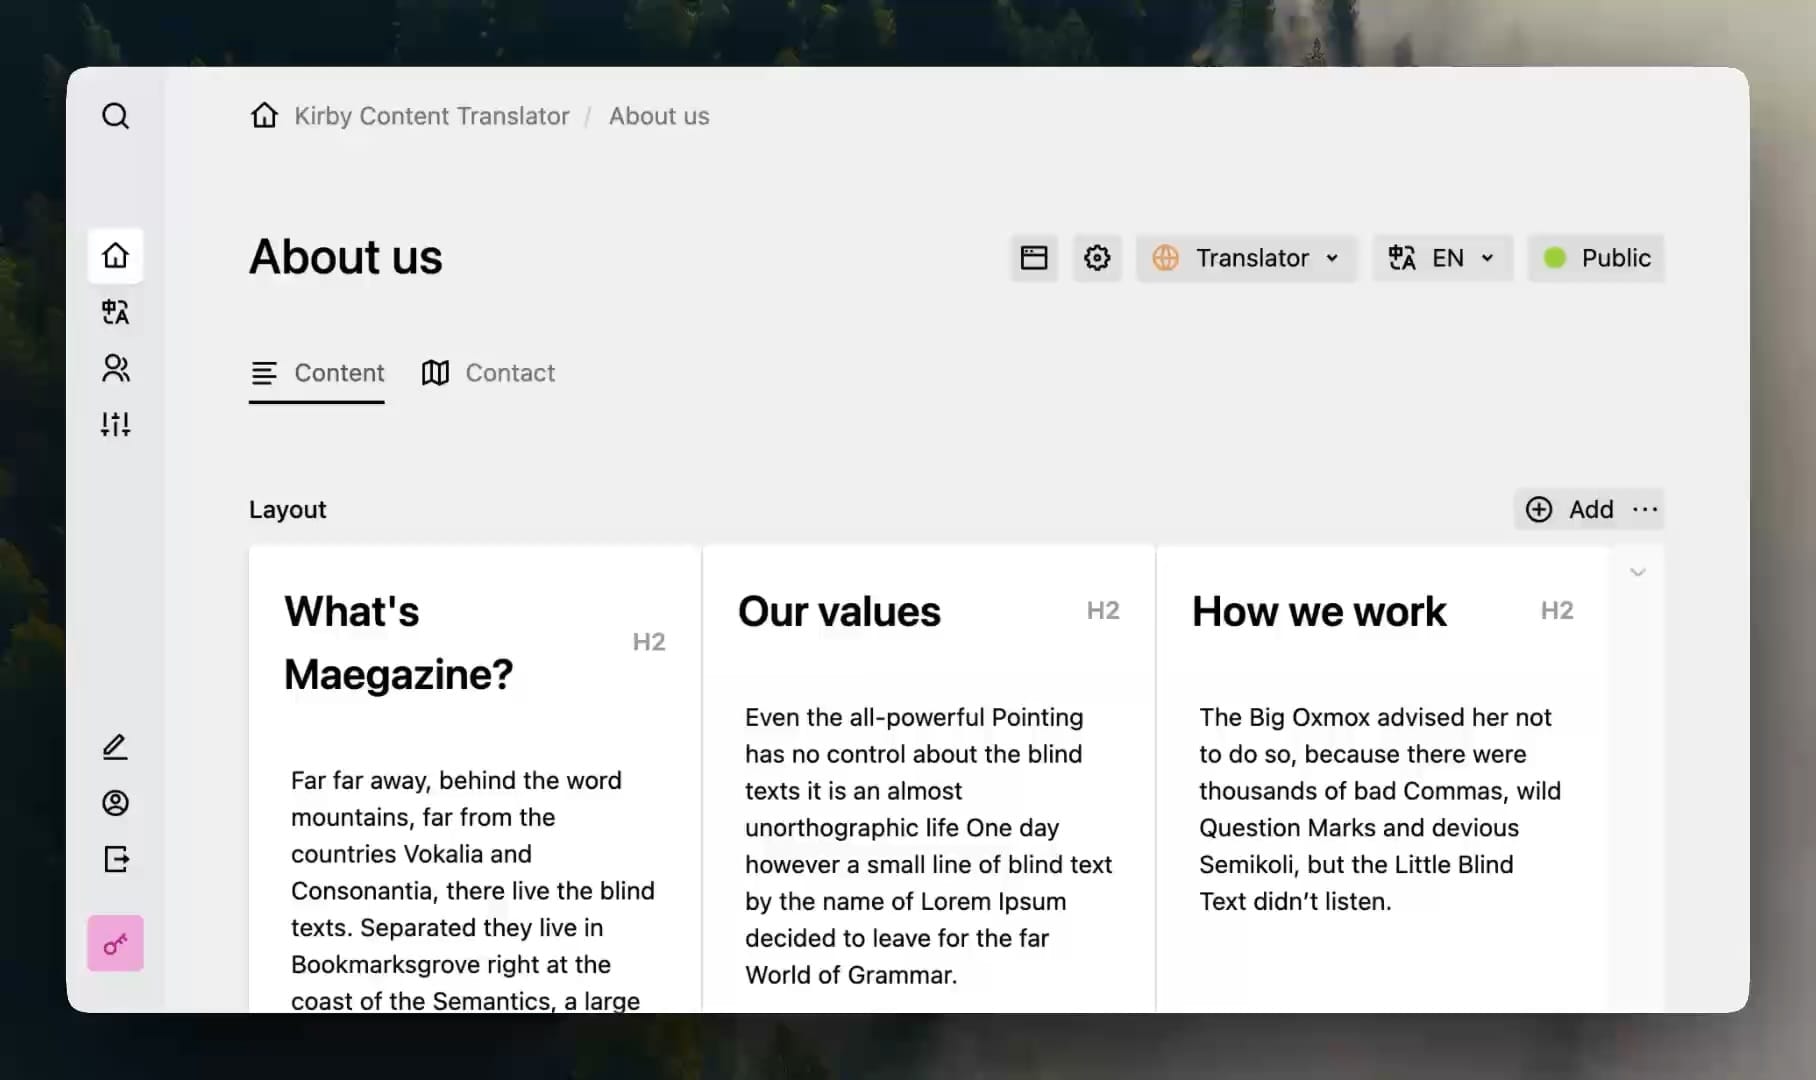 Kirby Content Translator / About us
About us
Translator
EN
Public
Content
Contact
Layout
Add
What's
Maegazine?
H2
Far far away, behind the word
mountains, far from the
countries Vokalia and
Consonantia, there live the blind
texts. Separated they live in
Bookmarksgrove right at the
coast of the Semantics, a large
Our values
H2
Even the all-powerful Pointing
has no control about the blind
texts it is an almost
unorthographic life One day
however a small line of blind text
by the name of Lorem Ipsum
decided to leave for the far
World of Grammar.
How we work
H2
The Big Oxmox advised her not
to do so, because there were
thousands of bad Commas, wild
Question Marks and devious
Semikoli, but the Little Blind
Text didn’t listen.